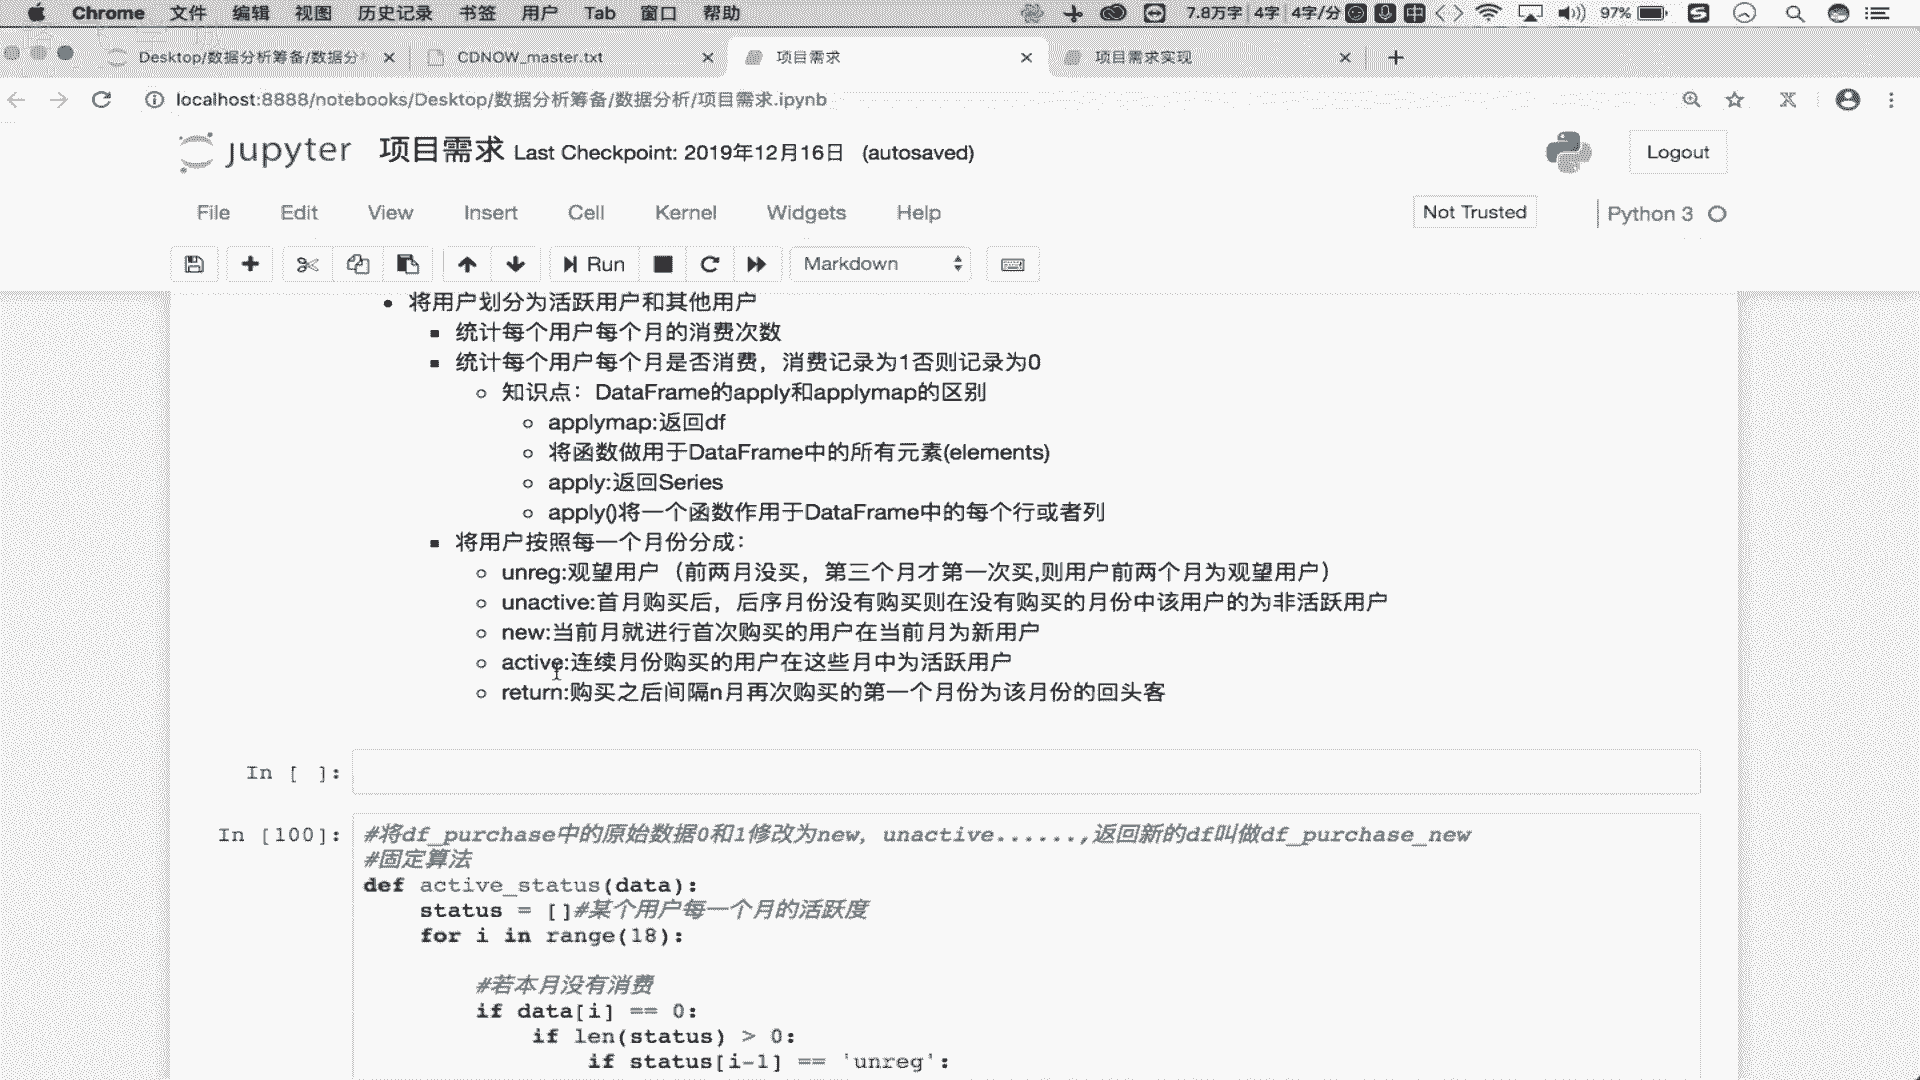 Chrome 文件 编辑 视图 历史记录 书签 用户 Tab 窗口 帮助 7.8万字 4字 4字/分 中 97%
Desktop/数据分析筹备/数据分 CDNOW_master.txt 项目需求 项目需求实现
localhost:8888/notebooks/Desktop/数据分析筹备/数据分析/项目需求.ipynb
jupyter 项目需求 Last Checkpoint: 2019年12月16日 (autosaved) Logout
File Edit View Insert Cell Kernel Widgets Help Not Trusted Python 3
Run Markdown
将用户划分为活跃用户和其他用户
统计每个用户每个月的消费次数
统计每个用户每个月是否消费，消费记录为1否则记录为0
知识点：DataFrame的apply和applymap的区别
applymap:返回df
将函数做用于DataFrame中的所有元素(elements)
apply:返回Series
apply()将一个函数作用于DataFrame中的每个行或者列
将用户按照每一个月份分成：
unreg:观望用户（前两月没买，第三个月才第一次买,则用户前两个月为观望用户）
unactive:首月购买后，后序月份没有购买则在没有购买的月份中该用户的为非活跃用户
new:当前月就进行首次购买的用户在当前月为新用户
active:连续月份购买的用户在这些月中为活跃用户
return:购买之后间隔n月再次购买的第一个月份为该月份的回头客
In [ ]:
In [100]: #将df_purchase中的原始数据0和1修改为new，unactive......,返回新的df叫做df_purchase_new
#固定算法
def active_status(data):
status = []#某个用户每一个月的活跃度
for i in range(18):
#若本月没有消费
if data[i] == 0:
if len(status) > 0:
if status[i-1] == 'unreg':